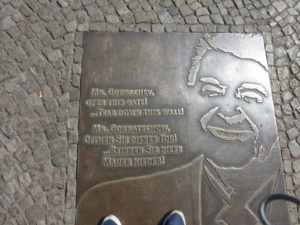 Mr. Gorbachev,
open this gate!
...Tear down this wall!
Mr. Gorbatschow,
öffnen Sie dieses Tor!
...Reissen Sie diese
Mauer nieder!